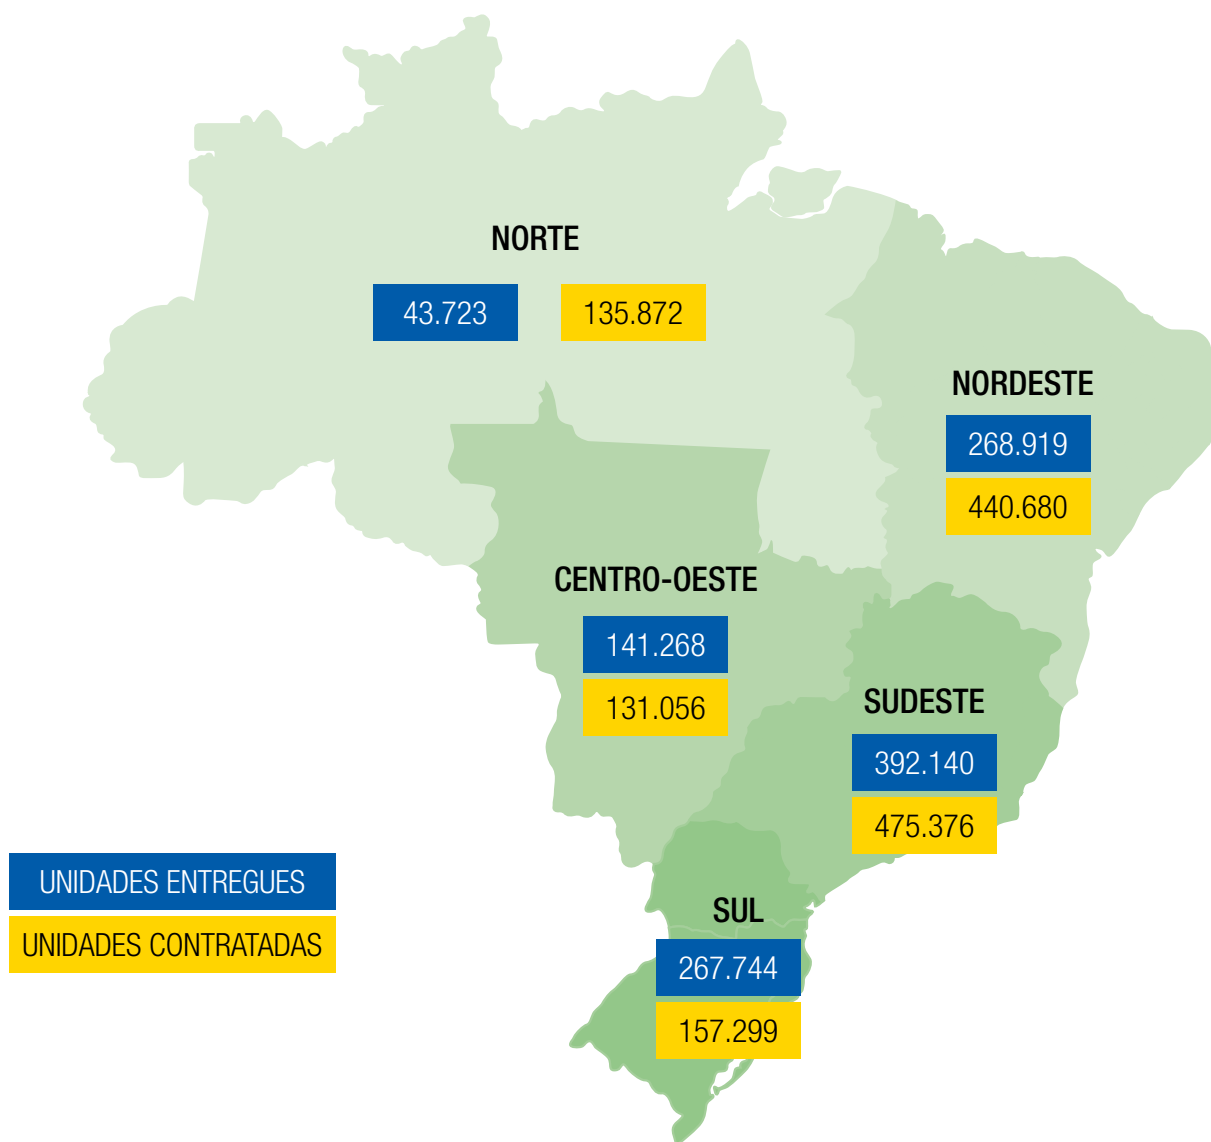 NORTE
43.723 135.872
NORDESTE
268.919
440.680
CENTRO-OESTE
141.268
131.056
SUDESTE
392.140
475.376
UNIDADES ENTREGUES
UNIDADES CONTRATADAS
SUL
267.744
157.299